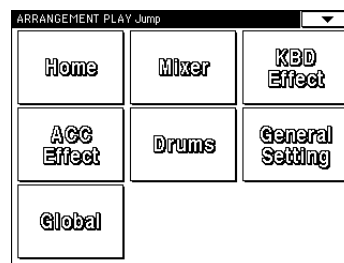 ARRANGEMENT PLAY Jump
Home
Mixer
KBD
Effect
ACC
Effect
Drums
General
Setting
Global